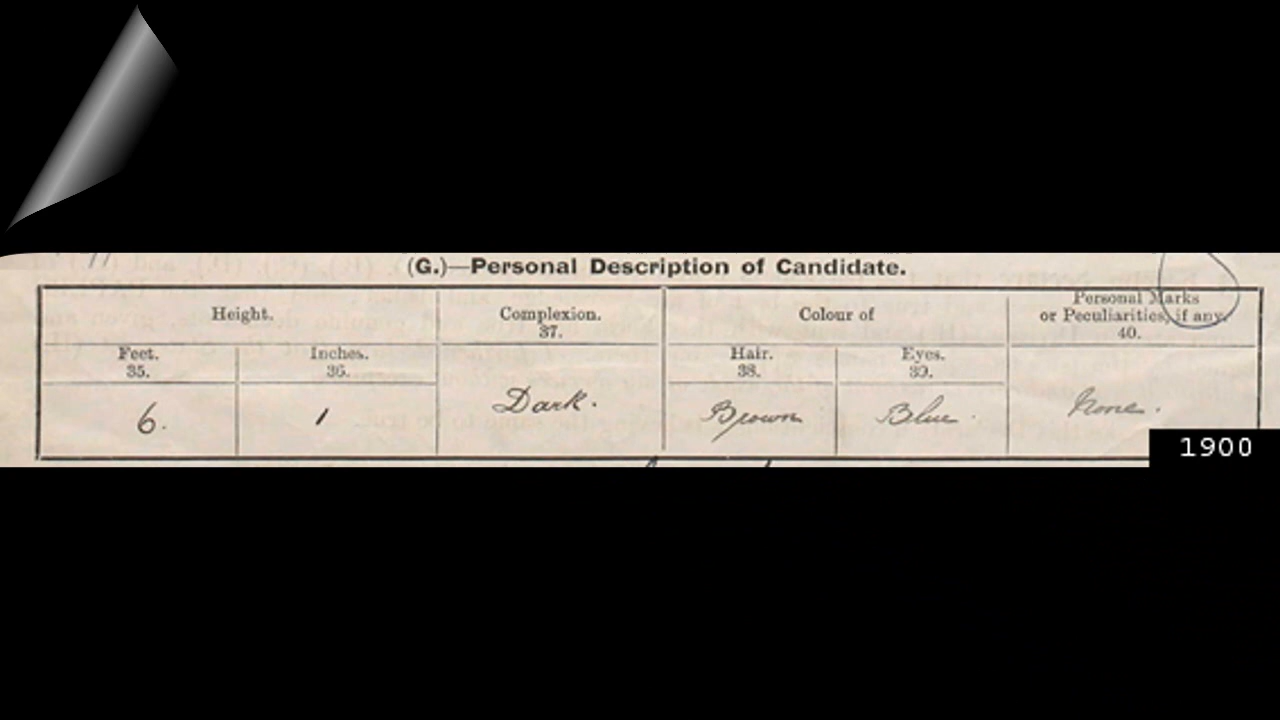 (G.)—Personal Description of Candidate.
Height.
Complexion.
37.
Colour of
Personal Marks
or Peculiarities, if any.
40.
Feet.
35.
Inches.
36.
Hair.
38.
Eyes.
39.
6.
1
Dark.
Brown
Blue.
None.
1900